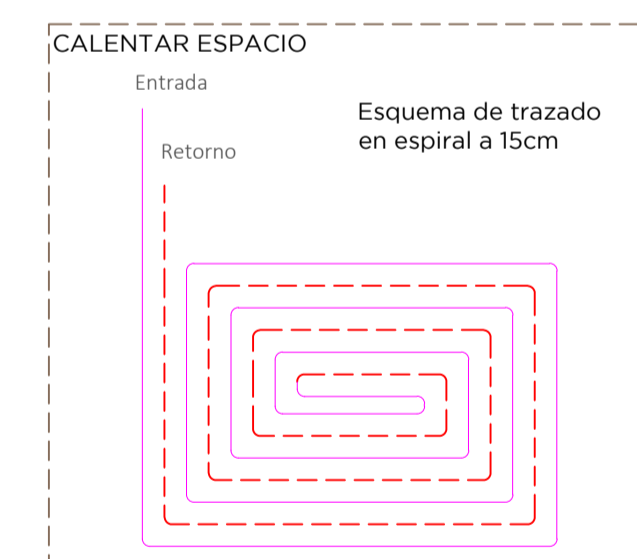 CALENTAR ESPACIO
Entrada
Esquema de trazado
en espiral a 15cm
Retorno